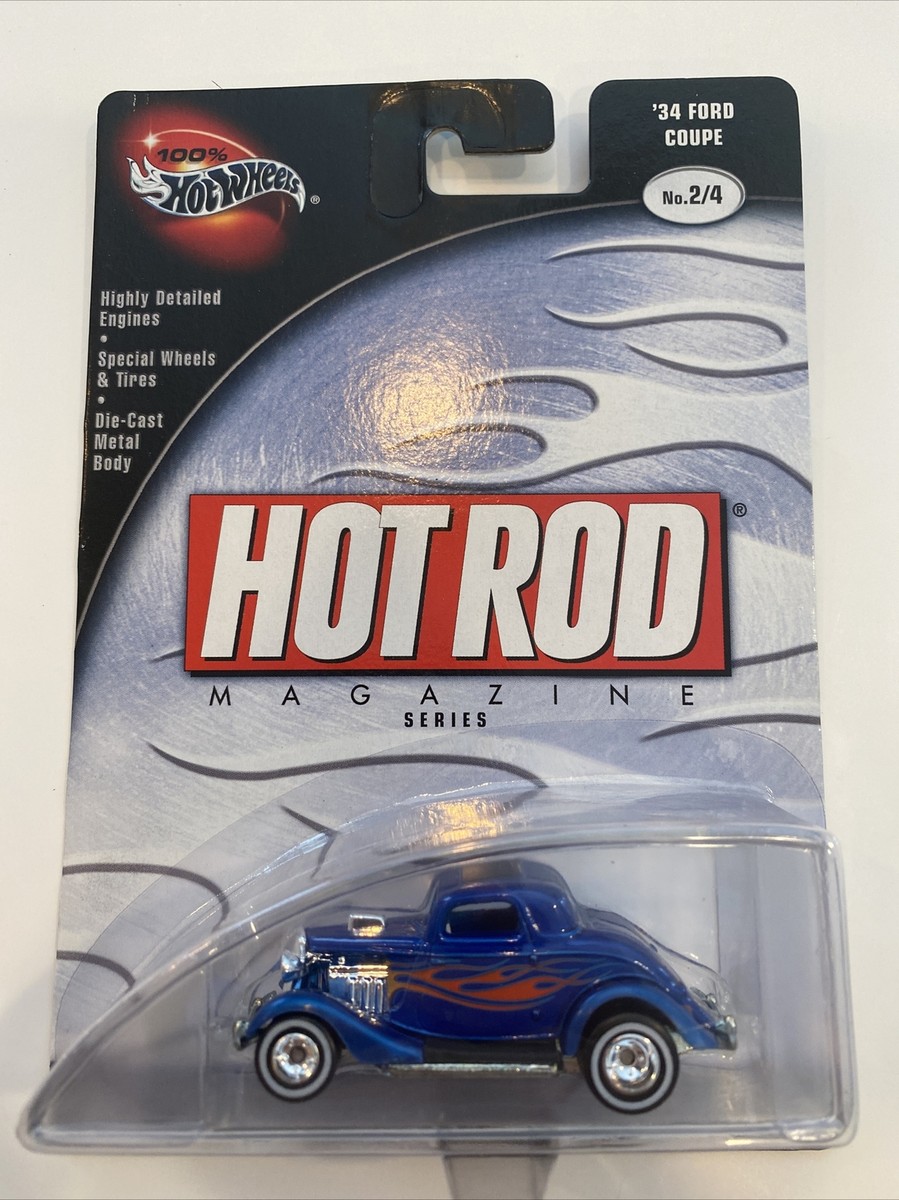 100%
Hot Wheels®
'34 FORD
COUPE
No.2/4
Highly Detailed
Engines
•
Special Wheels
& Tires
•
Die-Cast
Metal
Body
HOT ROD®
MAGAZINE
SERIES